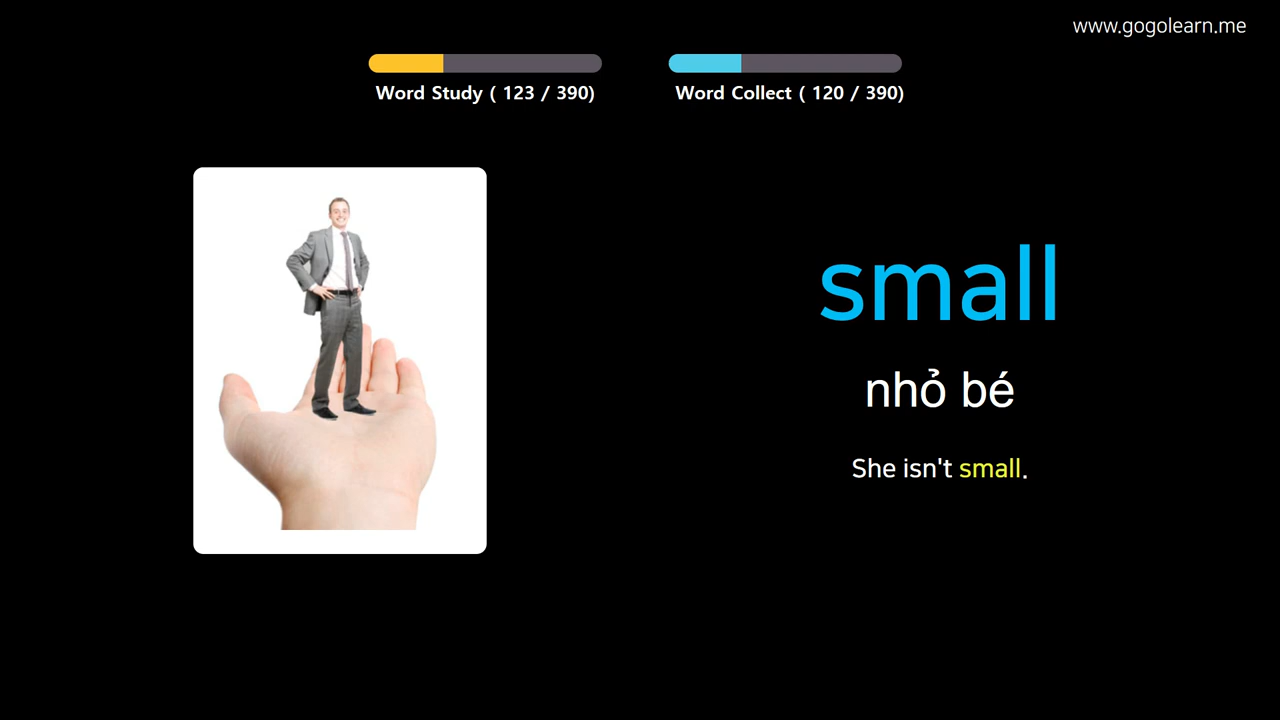 www.gogolearn.me
Word Study ( 123 / 390)
Word Collect ( 120 / 390)
small
nhỏ bé
She isn't small.